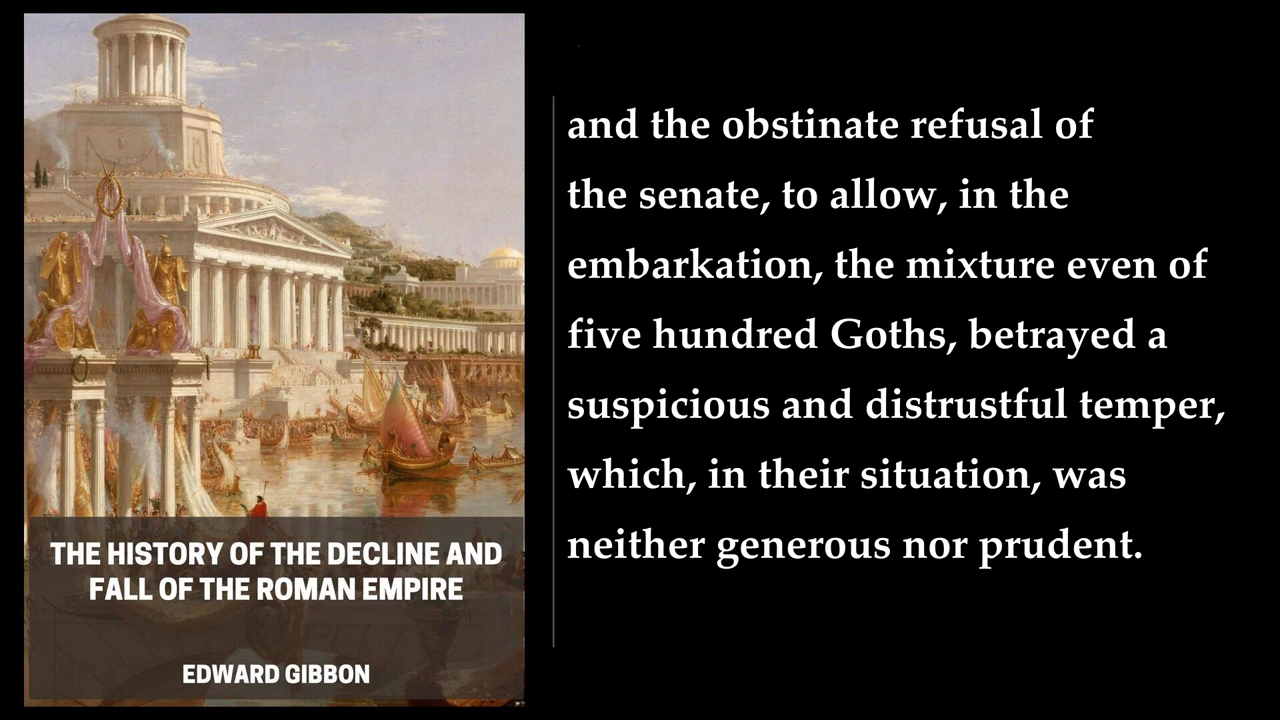 THE HISTORY OF THE DECLINE AND
FALL OF THE ROMAN EMPIRE
EDWARD GIBBON
and the obstinate refusal of
the senate, to allow, in the
embarkation, the mixture even of
five hundred Goths, betrayed a
suspicious and distrustful temper,
which, in their situation, was
neither generous nor prudent.